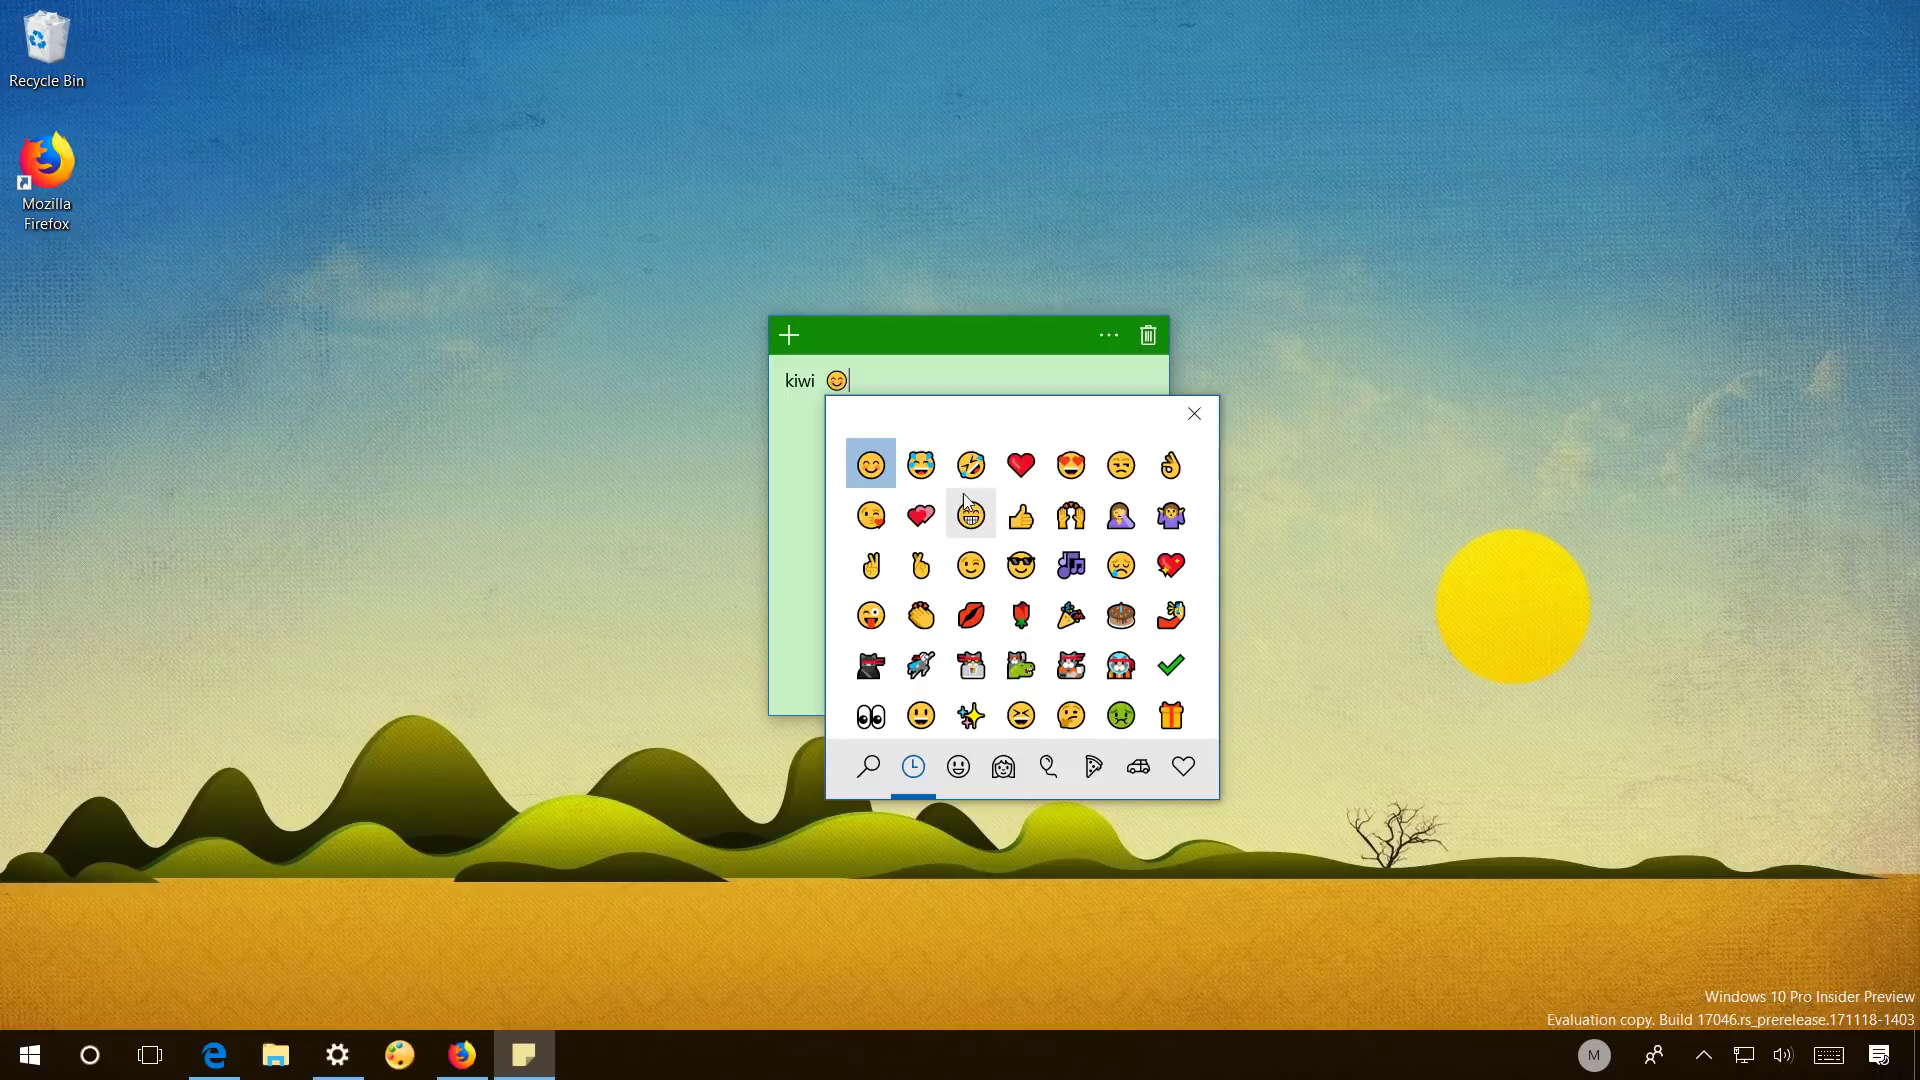 Recycle Bin
Mozilla
Firefox
kiwi 😊
Windows 10 Pro Insider Preview
Evaluation copy. Build 17046.rs_prerelease.171118-1403
M